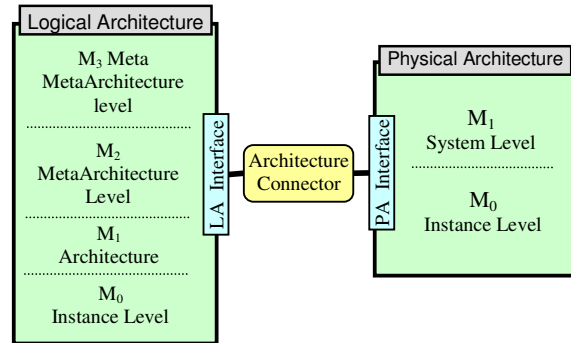 Logical Architecture
M₃ Meta
MetaArchitecture
level
M₂
MetaArchitecture
Level
M₁
Architecture
M₀
Instance Level
LA Interface
Architecture
Connector
PA Interface
Physical Architecture
M₁
System Level
M₀
Instance Level